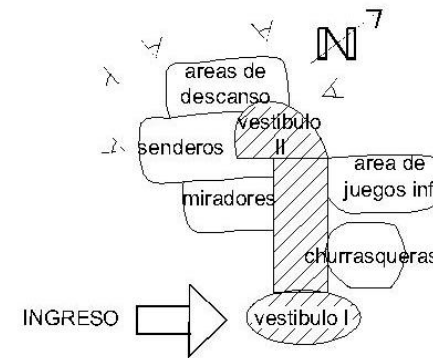 N
areas de
descanso
vestibulo
II
senderos
area de
juegos inf
miradores
churrasqueras
INGRESO
vestibulo I